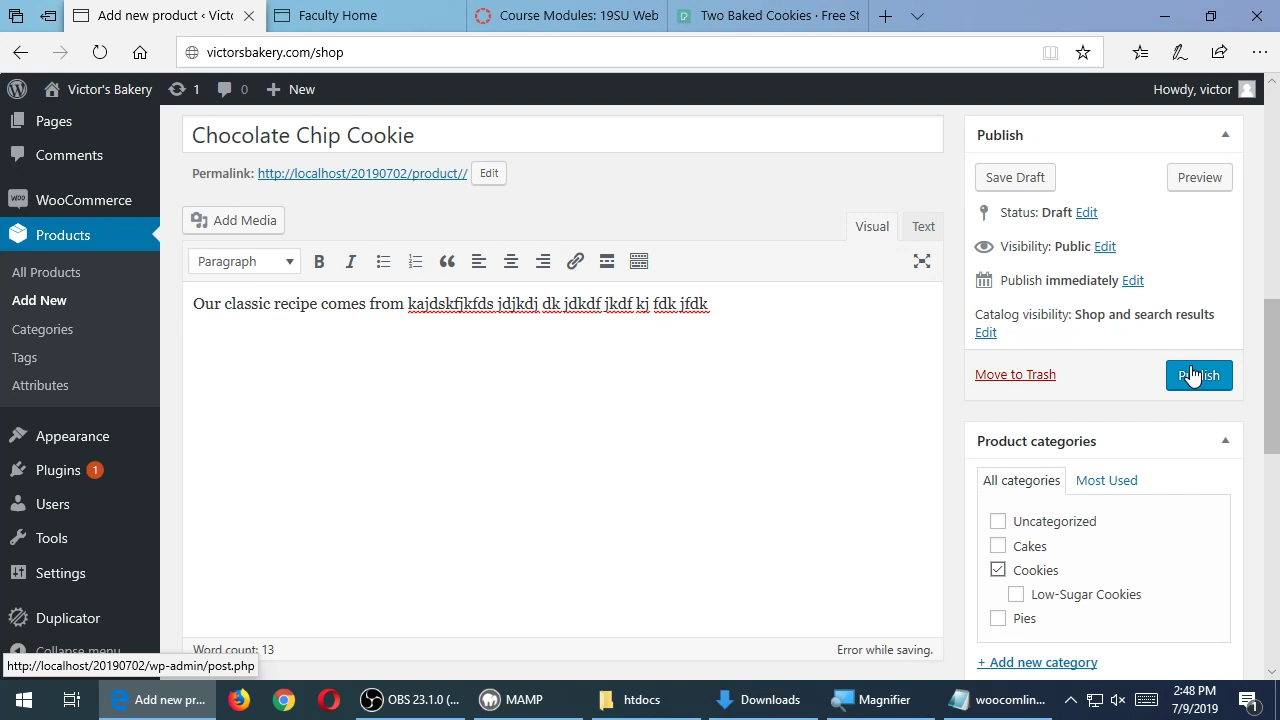 Add new product ‹ Victo
Faculty Home
Course Modules: 19SU Web
Two Baked Cookies · Free St
victorsbakery.com/shop
Victor's Bakery
1
0
New
Howdy, victor
Pages
Comments
WooCommerce
Products
All Products
Add New
Categories
Tags
Attributes
Appearance
Plugins 1
Users
Tools
Settings
Duplicator
Collapse menu
Chocolate Chip Cookie
Permalink: http://localhost/20190702/product// Edit
Add Media
Visual
Text
Paragraph
Our classic recipe comes from kajdskfjkfds jdjkdj dk jdkdf jkdf kj fdk jfdk
Word count: 13
Error while saving.
Publish
Save Draft
Preview
Status: Draft Edit
Visibility: Public Edit
Publish immediately Edit
Catalog visibility: Shop and search results
Edit
Move to Trash
Publish
Product categories
All categories
Most Used
Uncategorized
Cakes
Cookies
Low-Sugar Cookies
Pies
+ Add new category
http://localhost/20190702/wp-admin/post.php
Add new pr...
OBS 23.1.0 (...
MAMP
htdocs
Downloads
Magnifier
woocomlin...
2:48 PM
7/9/2019
1